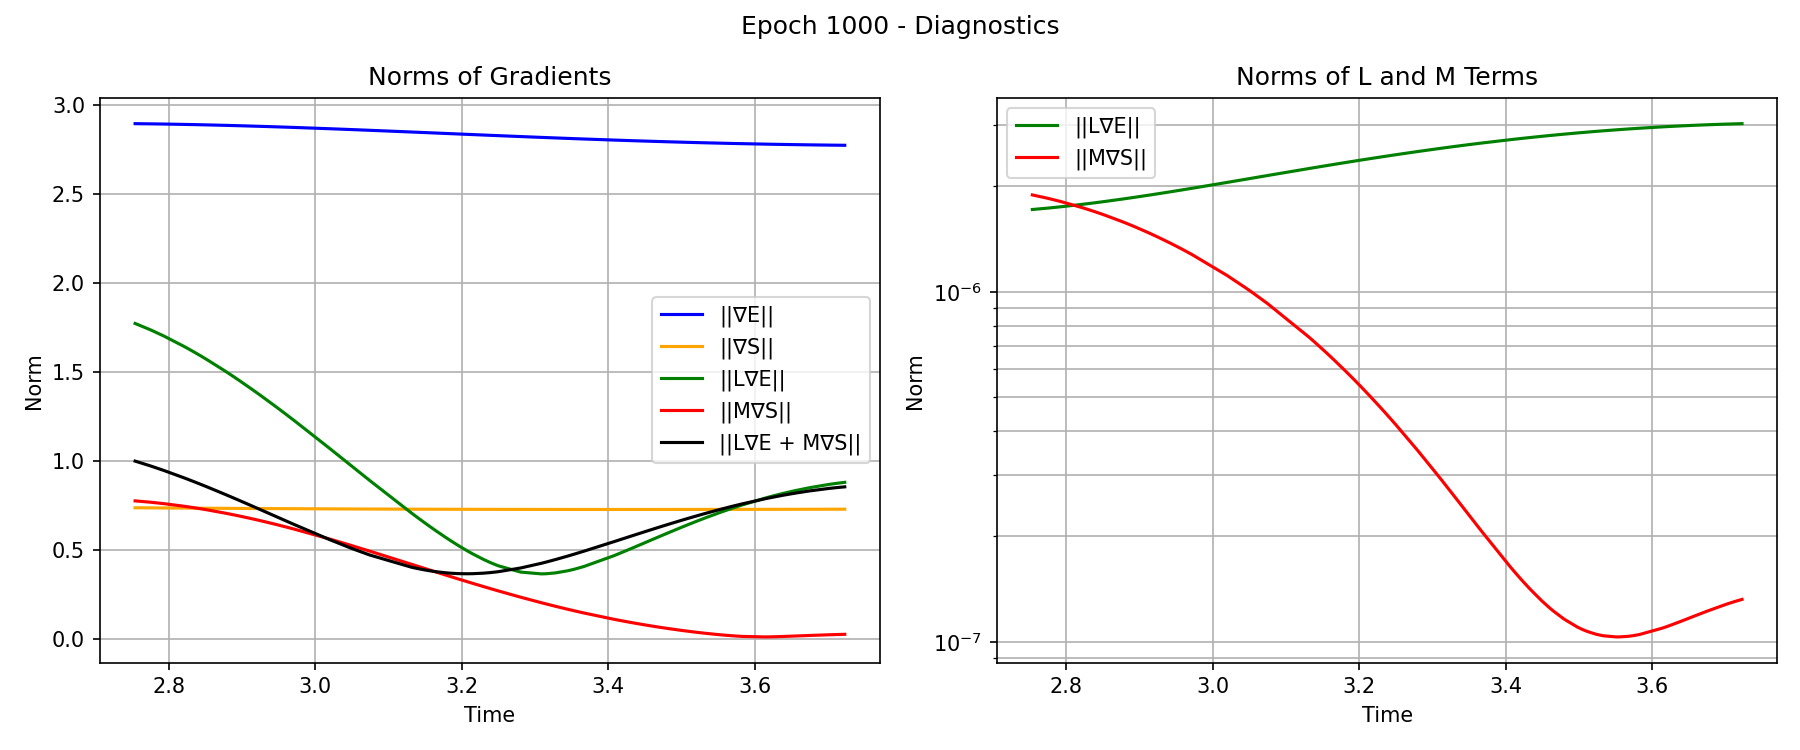 Epoch 1000 - Diagnostics
Norms of Gradients
Norm
3.0
2.5
2.0
1.5
1.0
0.5
0.0
||∇E||
||∇S||
||L∇E||
||M∇S||
||L∇E + M∇S||
2.8 3.0 3.2 3.4 3.6
Time
Norms of L and M Terms
Norm
||L∇E||
||M∇S||
10⁻⁶
10⁻⁷
2.8 3.0 3.2 3.4 3.6
Time